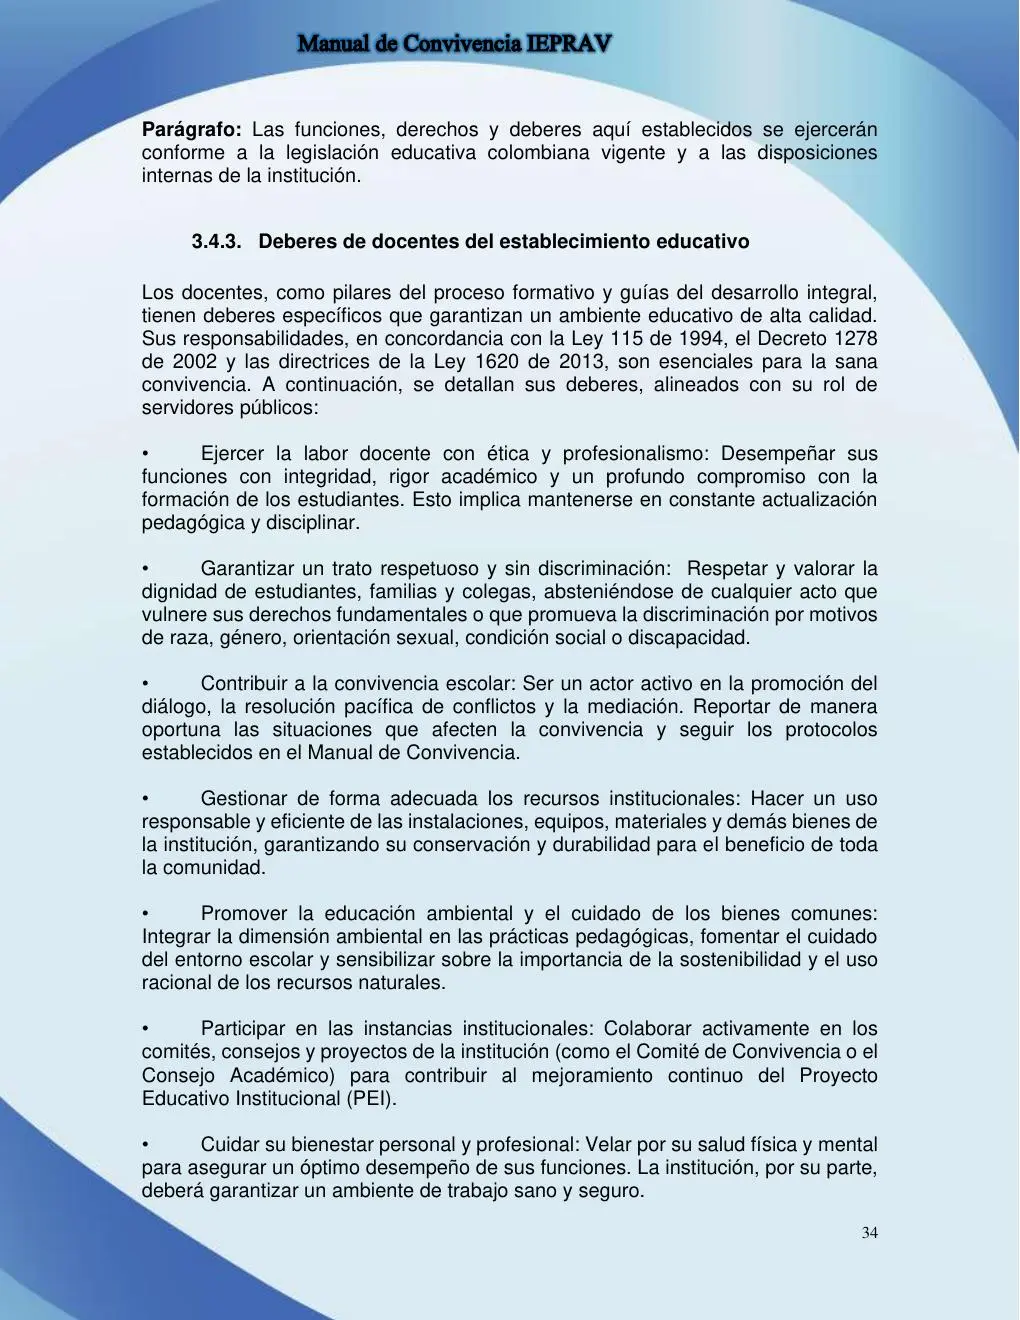 Manual de Convivencia IEPRAV
Parágrafo: Las funciones, derechos y deberes aquí establecidos se ejercerán
conforme a la legislación educativa colombiana vigente y a las disposiciones
internas de la institución.
3.4.3. Deberes de docentes del establecimiento educativo
Los docentes, como pilares del proceso formativo y guías del desarrollo integral,
tienen deberes específicos que garantizan un ambiente educativo de alta calidad.
Sus responsabilidades, en concordancia con la Ley 115 de 1994, el Decreto 1278
de 2002 y las directrices de la Ley 1620 de 2013, son esenciales para la sana
convivencia. A continuación, se detallan sus deberes, alineados con su rol de
servidores públicos:
• Ejercer la labor docente con ética y profesionalismo: Desempeñar sus
funciones con integridad, rigor académico y un profundo compromiso con la
formación de los estudiantes. Esto implica mantenerse en constante actualización
pedagógica y disciplinar.
• Garantizar un trato respetuoso y sin discriminación: Respetar y valorar la
dignidad de estudiantes, familias y colegas, absteniéndose de cualquier acto que
vulnere sus derechos fundamentales o que promueva la discriminación por motivos
de raza, género, orientación sexual, condición social o discapacidad.
• Contribuir a la convivencia escolar: Ser un actor activo en la promoción del
diálogo, la resolución pacífica de conflictos y la mediación. Reportar de manera
oportuna las situaciones que afecten la convivencia y seguir los protocolos
establecidos en el Manual de Convivencia.
• Gestionar de forma adecuada los recursos institucionales: Hacer un uso
responsable y eficiente de las instalaciones, equipos, materiales y demás bienes de
la institución, garantizando su conservación y durabilidad para el beneficio de toda
la comunidad.
• Promover la educación ambiental y el cuidado de los bienes comunes:
Integrar la dimensión ambiental en las prácticas pedagógicas, fomentar el cuidado
del entorno escolar y sensibilizar sobre la importancia de la sostenibilidad y el uso
racional de los recursos naturales.
• Participar en las instancias institucionales: Colaborar activamente en los
comités, consejos y proyectos de la institución (como el Comité de Convivencia o el
Consejo Académico) para contribuir al mejoramiento continuo del Proyecto
Educativo Institucional (PEI).
• Cuidar su bienestar personal y profesional: Velar por su salud física y mental
para asegurar un óptimo desempeño de sus funciones. La institución, por su parte,
deberá garantizar un ambiente de trabajo sano y seguro.
34